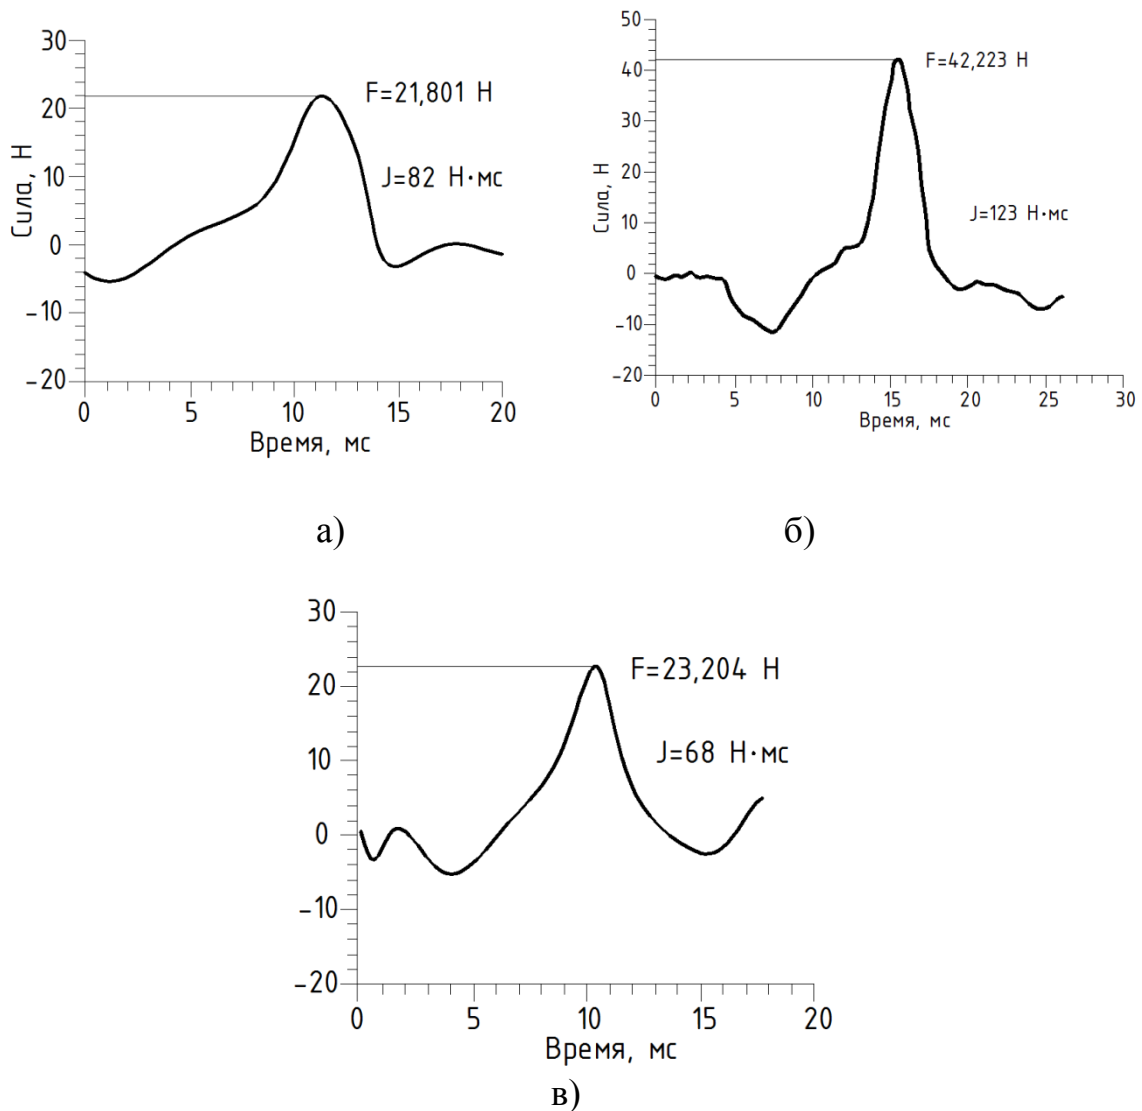 30
20
10
0
−10
−20
Сила, Н
F=21,801 Н
J=82 Н·мс
0 5 10 15 20
Время, мс
а)
50
40
30
20
10
0
−10
−20
Сила, Н
F=42,223 Н
J=123 Н·мс
0 5 10 15 20 25 30
Время, мс
б)
30
20
10
0
−10
−20
F=23,204 Н
J=68 Н·мс
0 5 10 15 20
Время, мс
в)